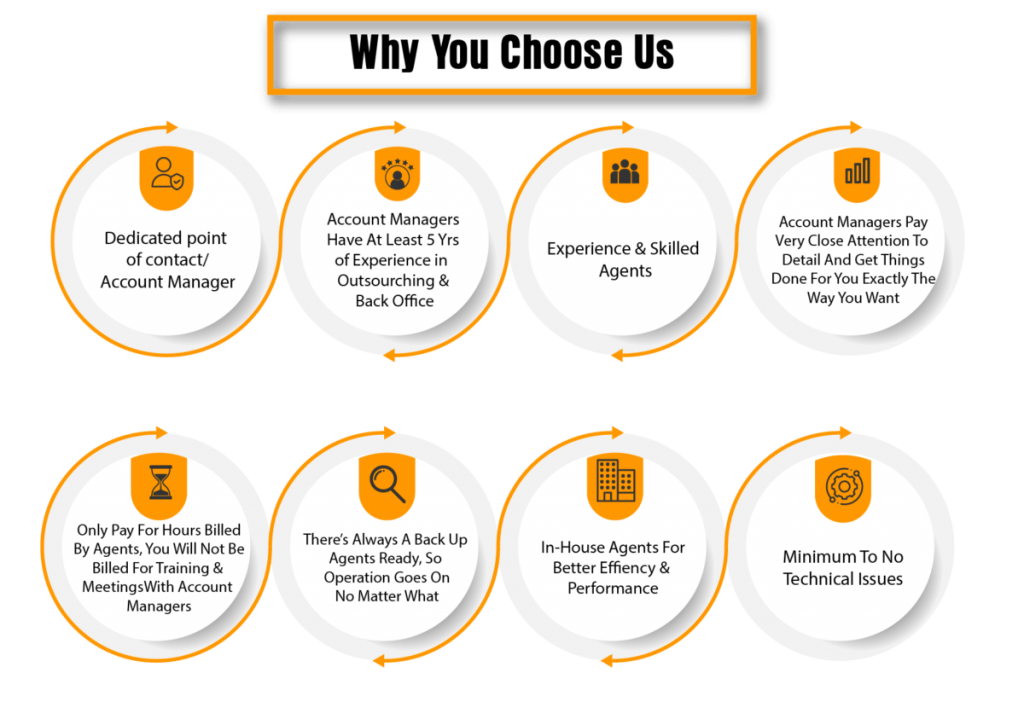 Why You Choose Us
Dedicated point
of contact/
Account Manager
Account Managers
Have At Least 5 Yrs
of Experience in
Outsourching &
Back Office
Experience & Skilled
Agents
Account Managers Pay
Very Close Attention To
Detail And Get Things
Done For You Exactly The
Way You Want
Only Pay For Hours Billed
By Agents, You Will Not Be
Billed For Training &
MeetingsWith Account
Managers
There's Always A Back Up
Agents Ready, So
Operation Goes On
No Matter What
In-House Agents For
Better Effiency &
Performance
Minimum To No
Technical Issues